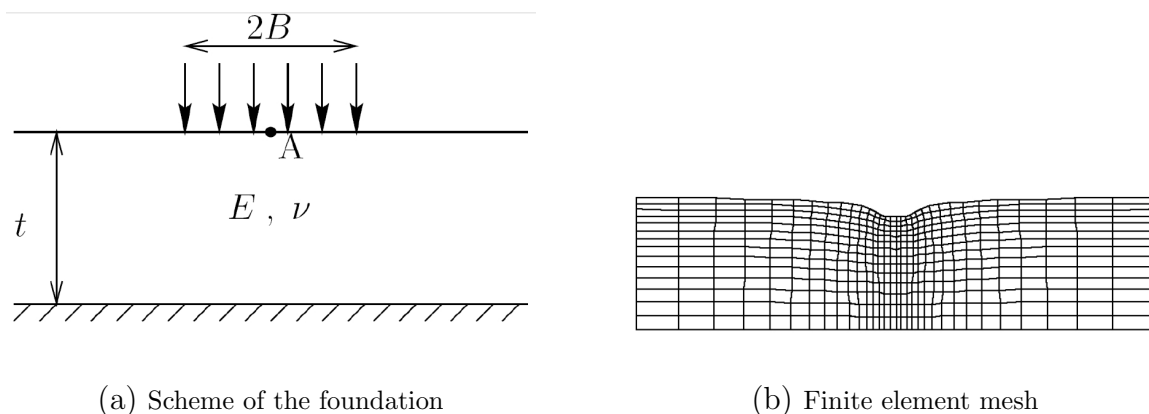 2B
A
E , ν
t
(a) Scheme of the foundation
(b) Finite element mesh